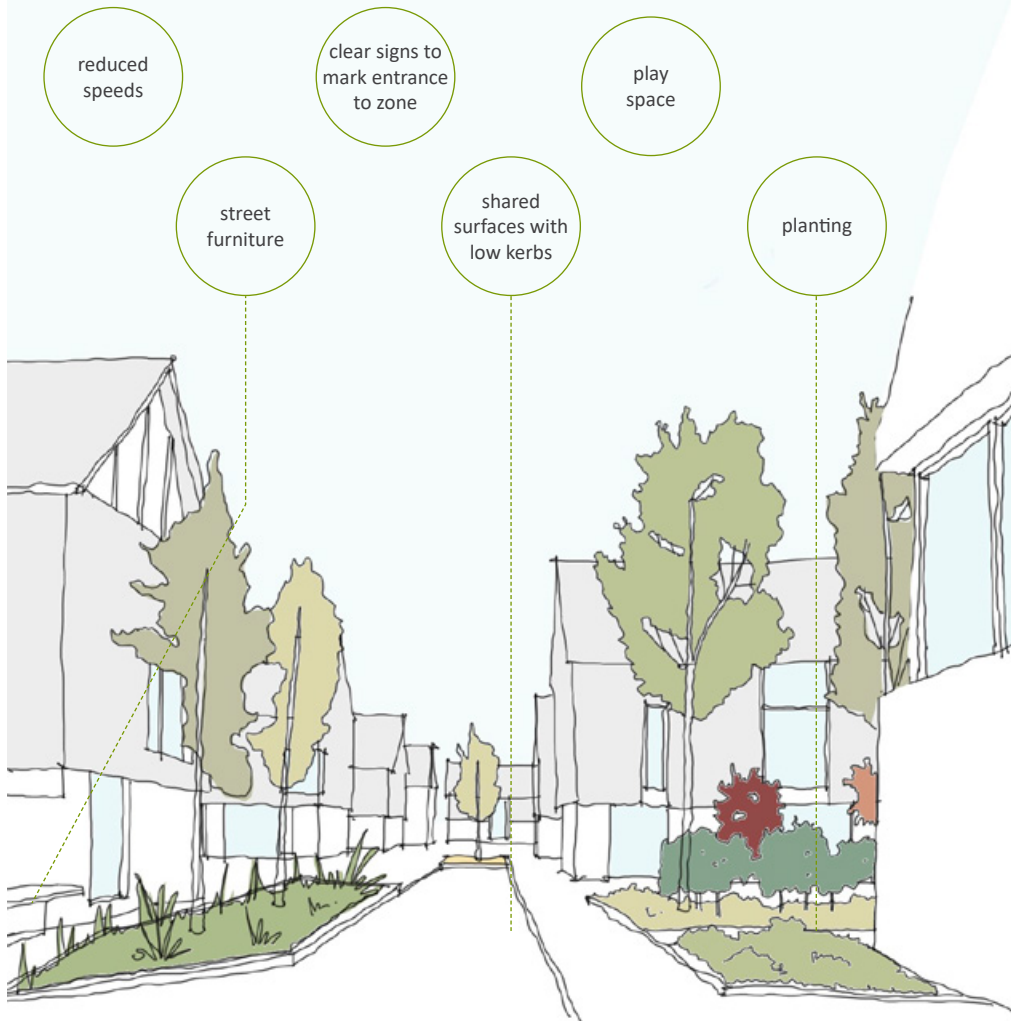 reduced
speeds
clear signs to
mark entrance
to zone
play
space
street
furniture
shared
surfaces with
low kerbs
planting